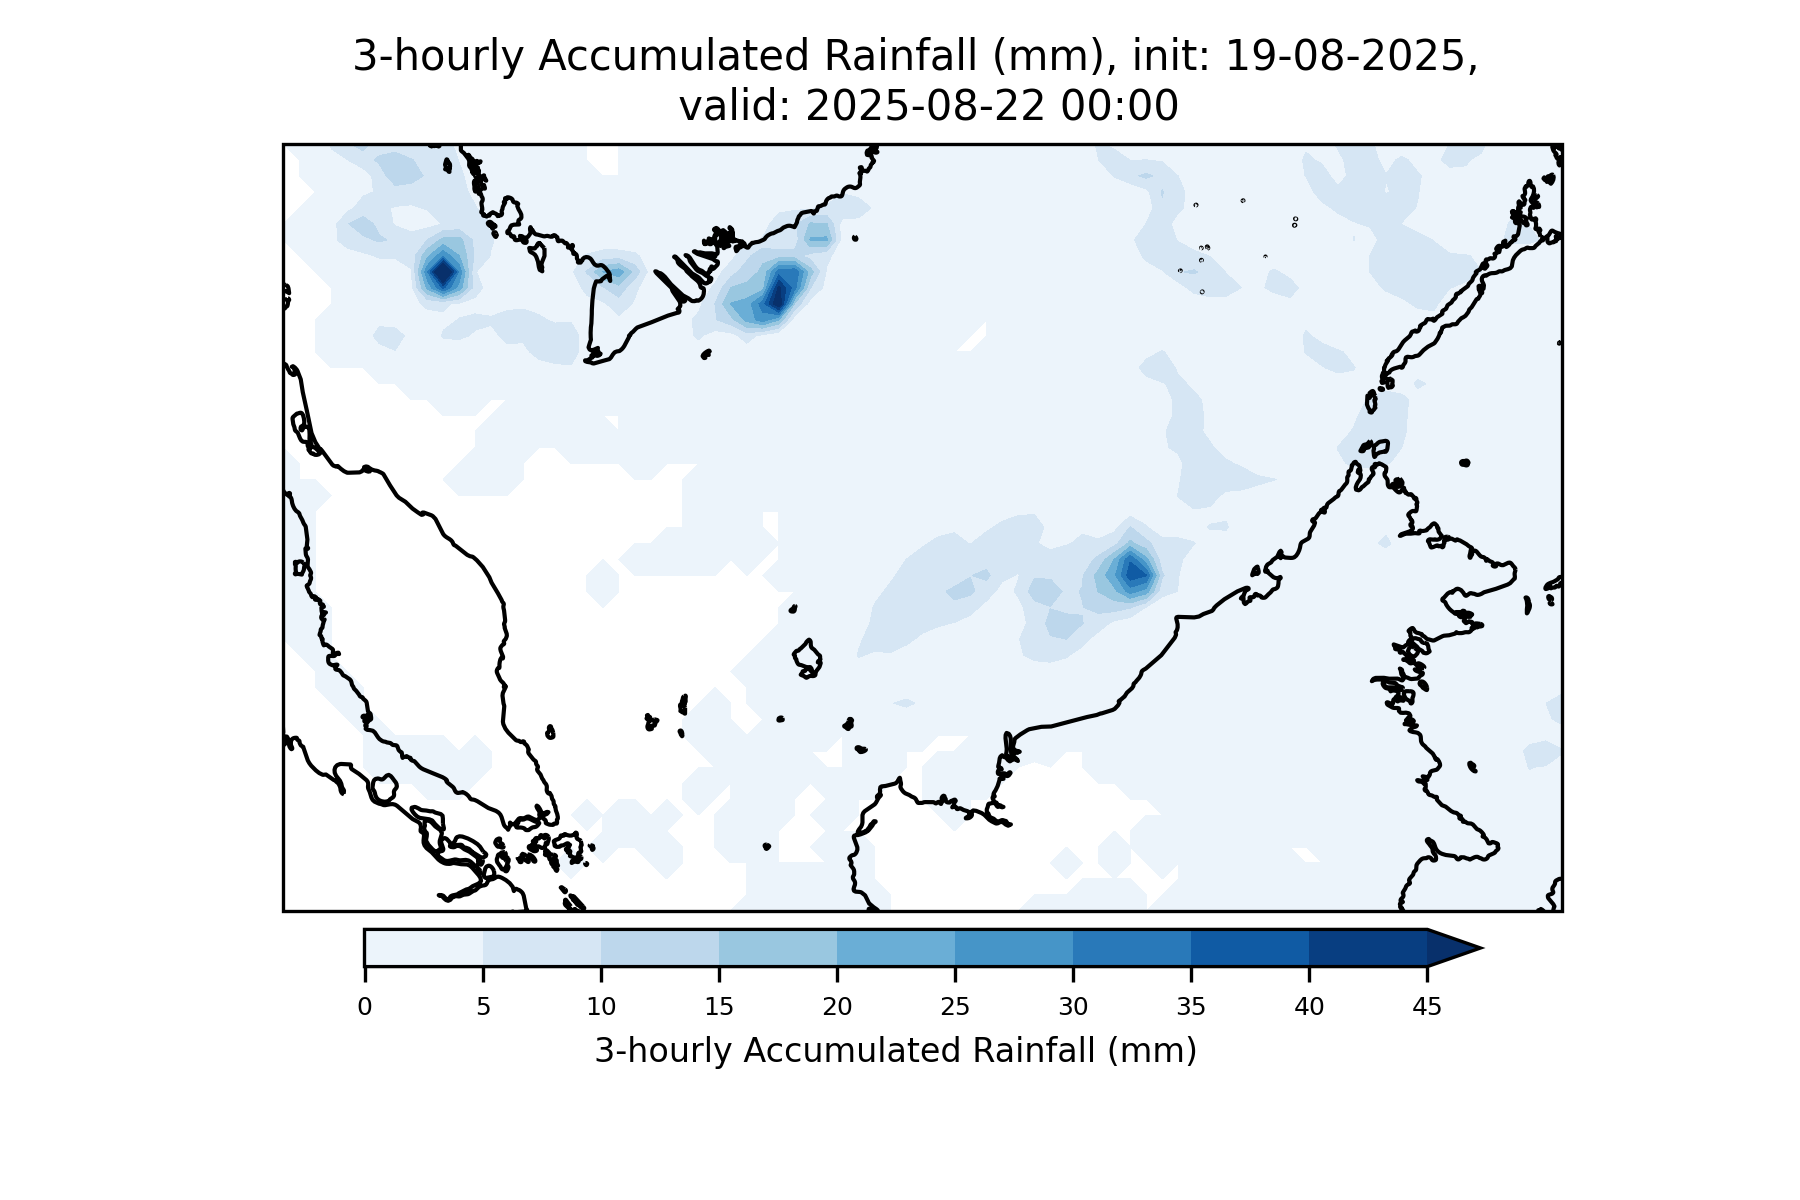 3-hourly Accumulated Rainfall (mm), init: 19-08-2025,
valid: 2025-08-22 00:00
0 5 10 15 20 25 30 35 40 45
3-hourly Accumulated Rainfall (mm)